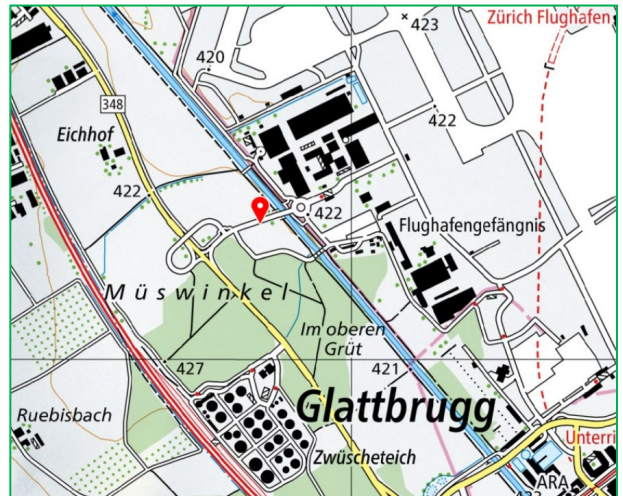 Zürich Flughafen
423
420
348
422
Eichhof
422
422
Flughafengefängnis
Müswinkel
Im oberen
Grüt
427
421
Glattbrugg
Ruebisbach
Zwüscheteich
Unterri
ARA